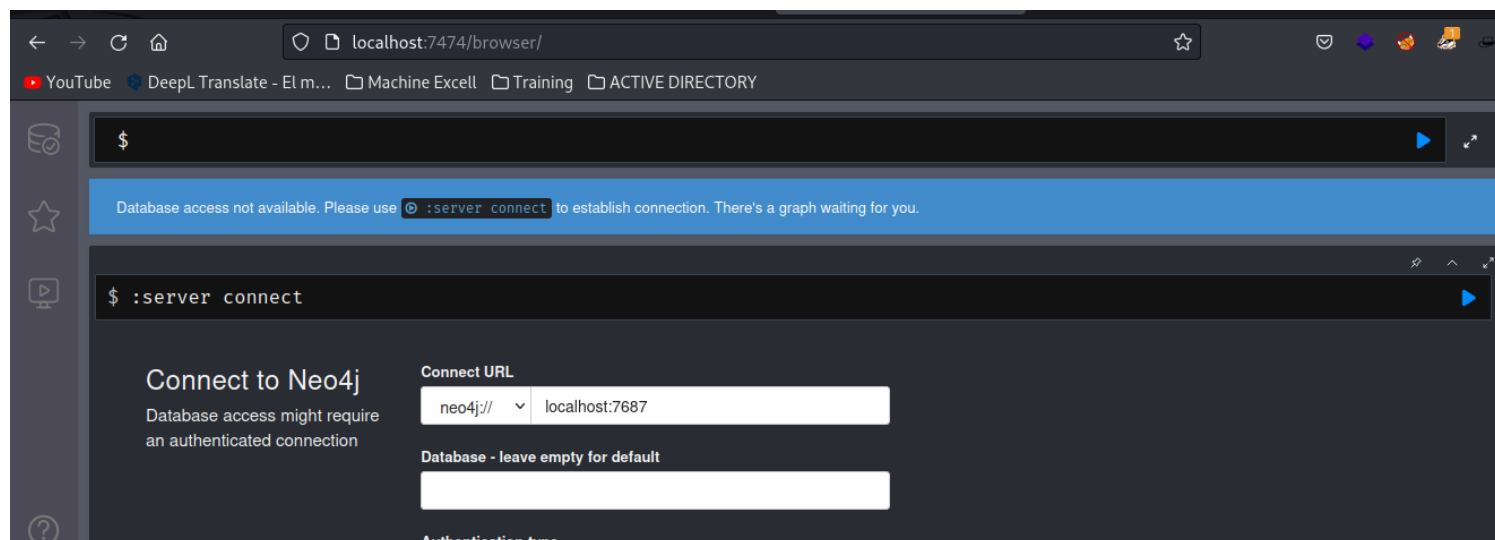 localhost:7474/browser/
YouTube DeepL Translate - El m... Machine Excell Training ACTIVE DIRECTORY
$
Database access not available. Please use :server connect to establish connection. There's a graph waiting for you.
$ :server connect
Connect to Neo4j
Database access might require
an authenticated connection
Connect URL
neo4j:// localhost:7687
Database - leave empty for default
Authentication type